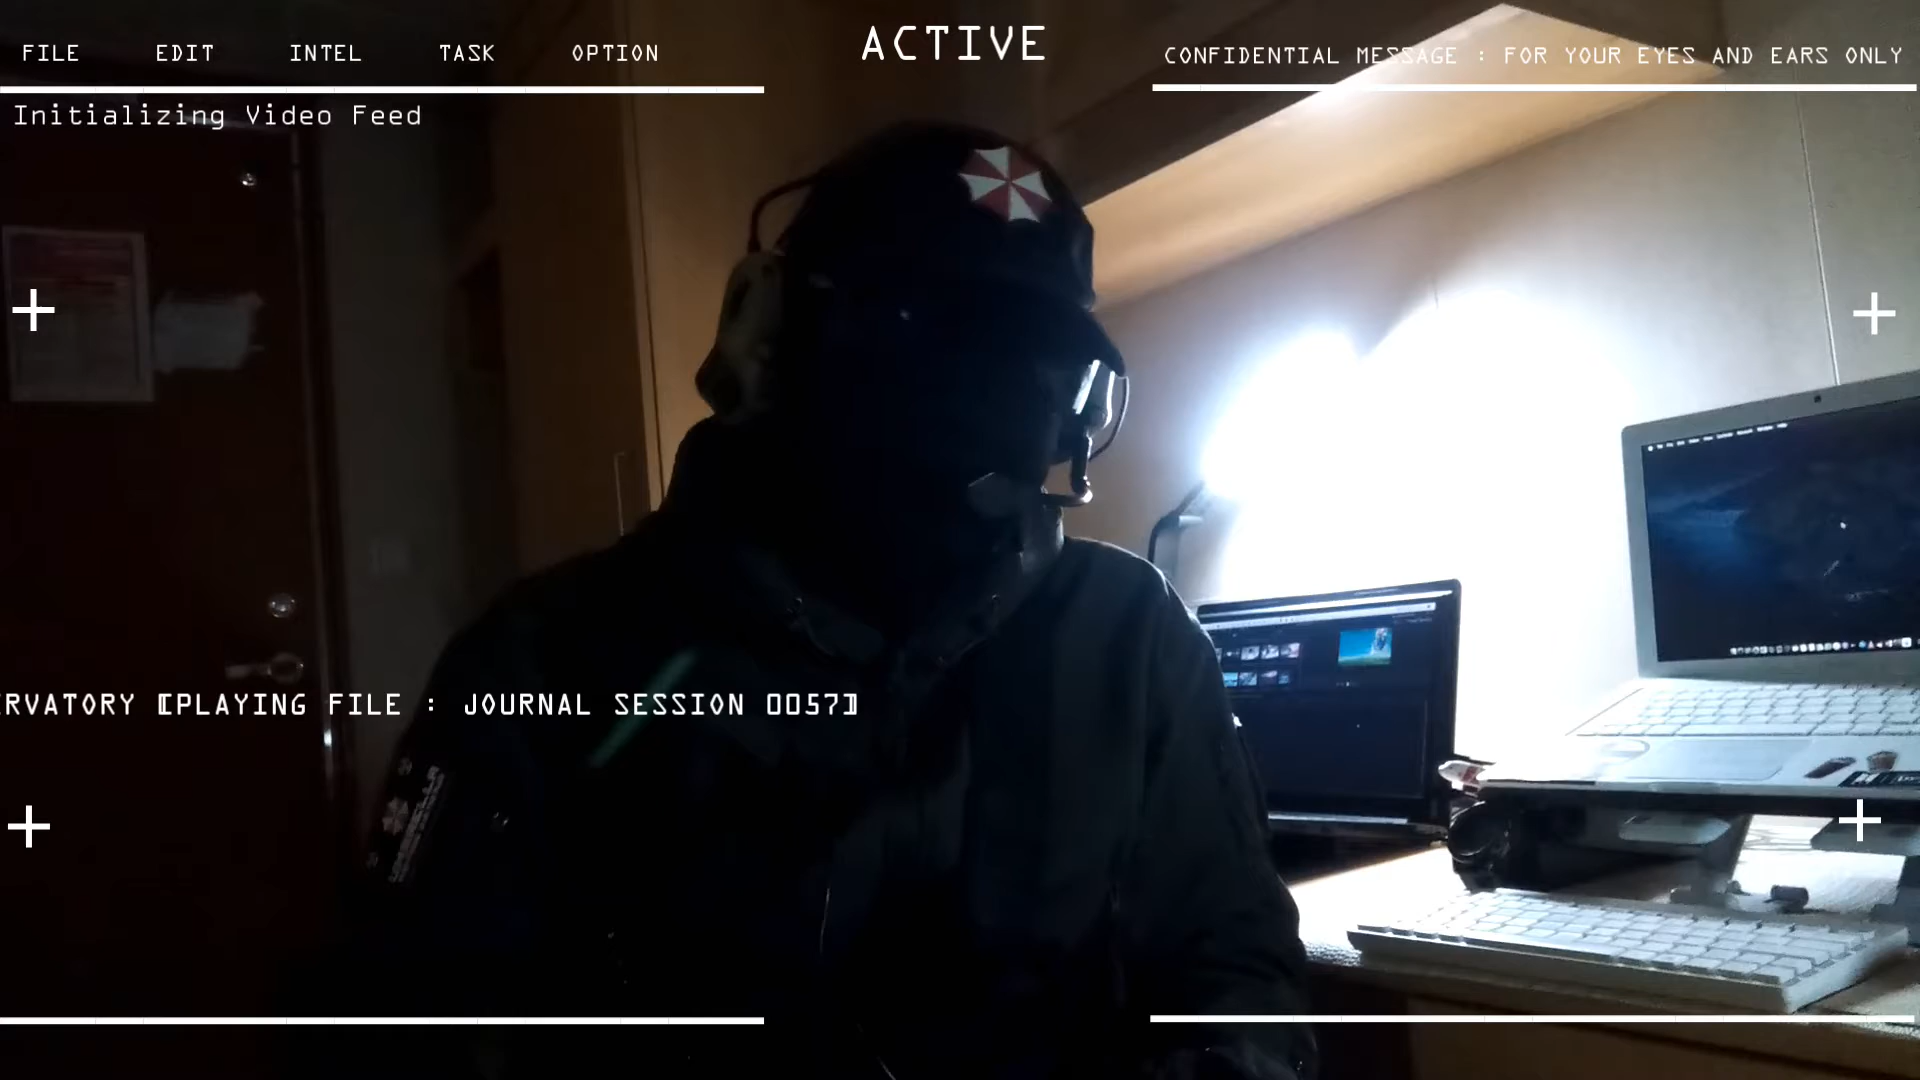 FILE EDIT INTEL TASK OPTION
ACTIVE
CONFIDENTIAL MESSAGE : FOR YOUR EYES AND EARS ONLY
Initializing Video Feed
RVATORY [PLAYING FILE : JOURNAL SESSION 0057]